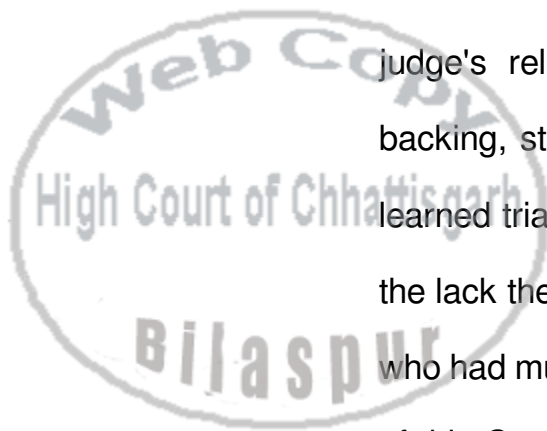 Web Copy
High Court of Chhattisgarh
Bilaspur
judge's rel
backing, st
learned tria
the lack the
who had mu